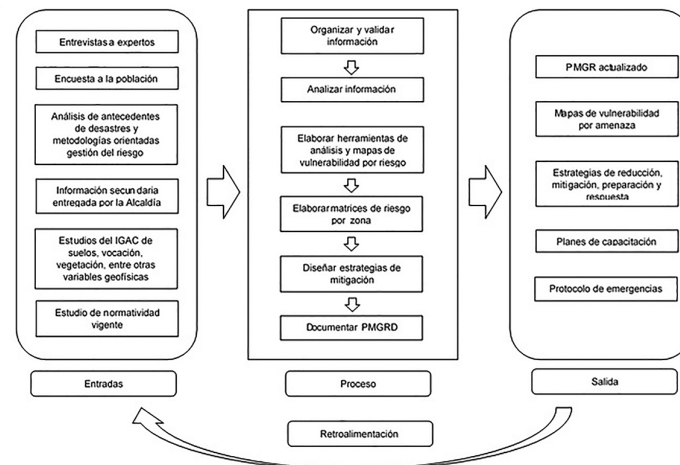 Entrevistas a expertos
Encuesta a la población
Análisis de antecedentes
de desastres y
metodologías orientadas
gestión del riesgo
Información secundaria
entregada por la Alcaldía
Estudios del IGAC de
suelos, vocación,
vegetación, entre otras
variables geofísicas
Estudio de normatividad
vigente
Entradas
Organizar y validar
información
Analizar información
Elaborar herramientas de
análisis y mapas de
vulnerabilidad por riesgo
Elaborar matrices de riesgo
por zona
Diseñar estrategias de
mitigación
Documentar PMGRD
Proceso
PMGR actualizado
Mapas de vulnerabilidad
por amenaza
Estrategias de reducción,
mitigación, preparación y
respuesta
Planes de capacitación
Protocolo de emergencias
Salida
Retroalimentación